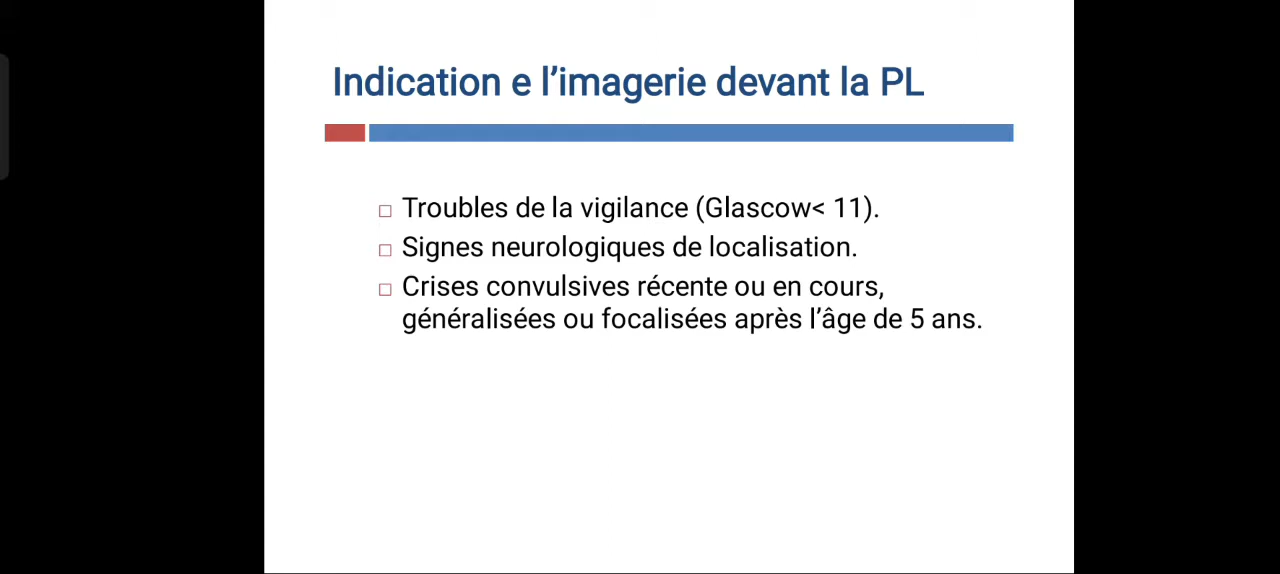 Indication e l’imagerie devant la PL
Troubles de la vigilance (Glascow< 11).
Signes neurologiques de localisation.
Crises convulsives récente ou en cours,
généralisées ou focalisées après l’âge de 5 ans.